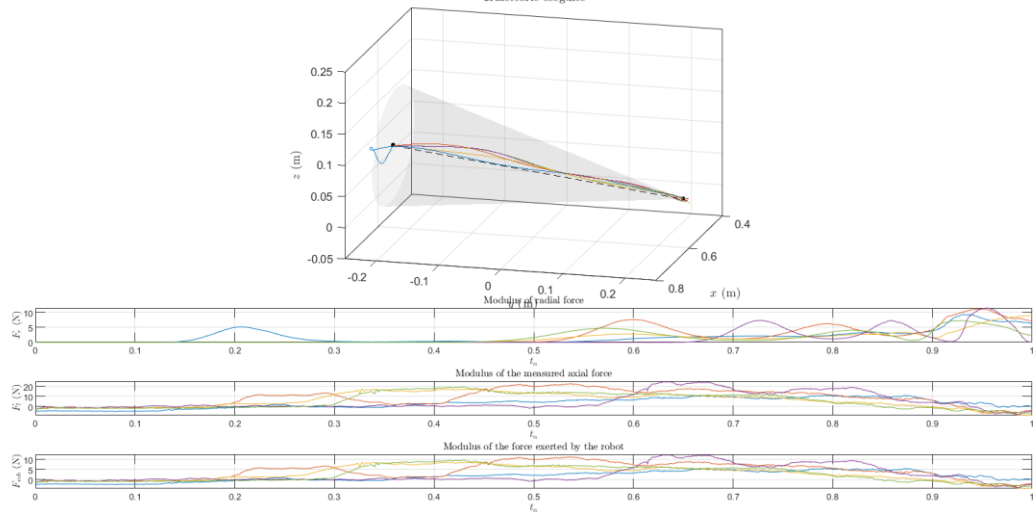 0.25
0.2
0.15
0.1
0.05
0
-0.05
z (m)
-0.2
-0.1
0
0.1
0.2
0.4
0.6
0.8
x (m)
(m)
Modulus of radial force
10
5
0
F_r (N)
0 0.1 0.2 0.3 0.4 0.5 0.6 0.7 0.8 0.9 1
t_n
Modulus of the measured axial force
20
10
0
(N)
0 0.1 0.2 0.3 0.4 0.5 0.6 0.7 0.8 0.9 1
t_n
Modulus of the force exerted by the robot
10
5
0
F_rob (N)
0 0.1 0.2 0.3 0.4 0.5 0.6 0.7 0.8 0.9 1
t_n